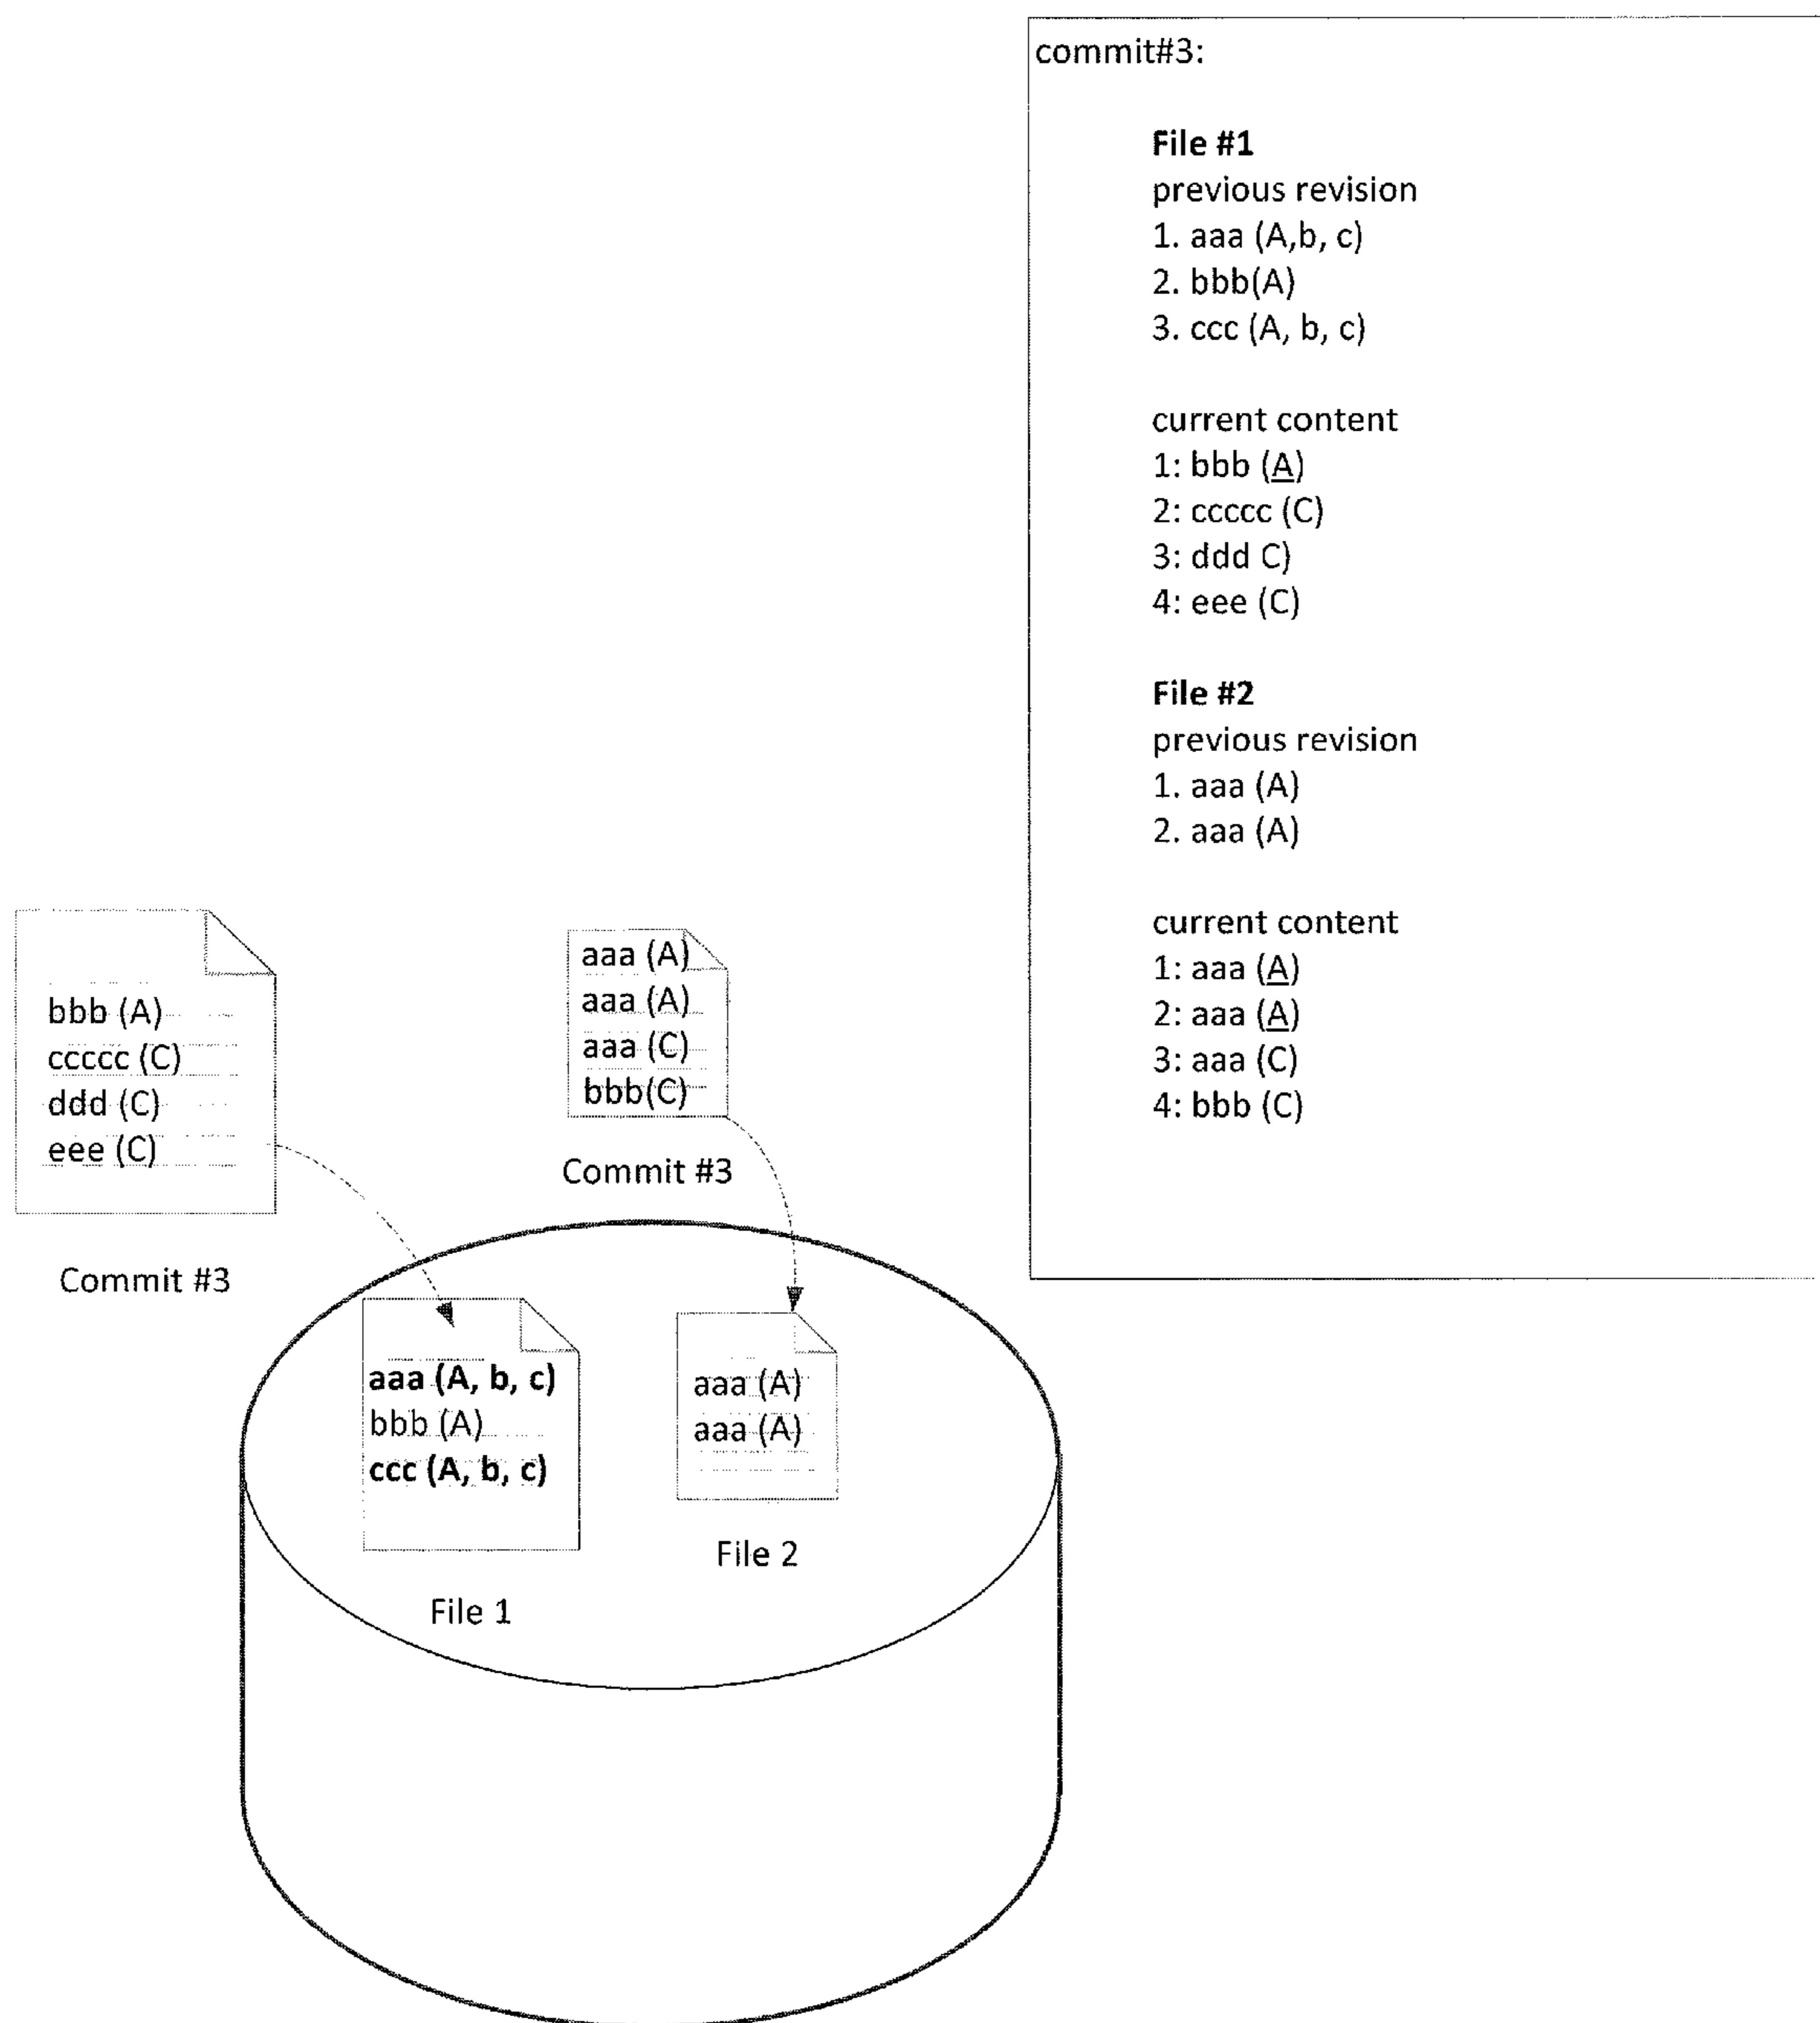 commit#3:
File #1
previous revision
1. aaa (A,b, c)
2. bbb(A)
3. ccc (A, b, c)
current content
1: bbb (A)
2: ccccc (C)
3: ddd C)
4: eee (C)
File #2
previous revision
1. aaa (A)
2. aaa (A)
current content
1: aaa (A)
2: aaa (A)
3: aaa (C)
4: bbb (C)
bbb (A)
ccccc (C)
ddd (C)
eee (C)
Commit #3
aaa (A)
aaa (A)
aaa (C)
bbb(C)
Commit #3
aaa (A, b, c)
bbb (A)
ccc (A, b, c)
File 1
aaa (A)
aaa (A)
File 2